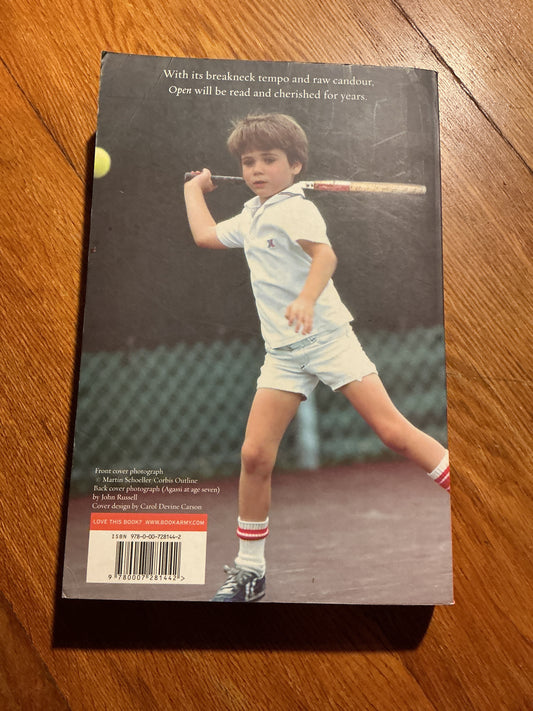 With its breakneck tempo and raw candour,
Open will be read and cherished for years.
Front cover photograph
© Martin Schoeller/Corbis Outline
Back cover photograph (Agassi at age seven)
by John Russell
Cover design by Carol Devine Carson
LOVE THIS BOOK? WWW.BOOKARMY.COM
ISBN 978-0-00-728144-2
9 780007 281442 >